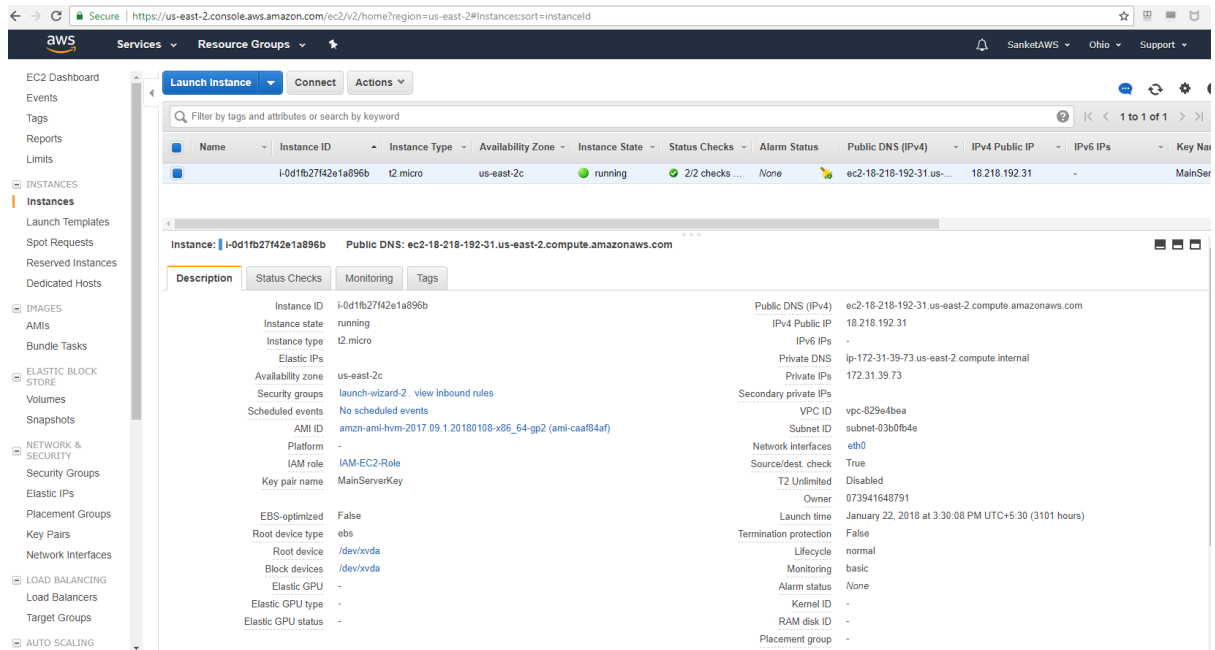 Secure | https://us-east-2.console.aws.amazon.com/ec2/v2/home?region=us-east-2#Instances:sort=instanceId
aws Services Resource Groups SanketAWS Ohio Support
EC2 Dashboard
Events
Tags
Reports
Limits
INSTANCES
Instances
Launch Templates
Spot Requests
Reserved Instances
Dedicated Hosts
IMAGES
AMIs
Bundle Tasks
ELASTIC BLOCK
STORE
Volumes
Snapshots
NETWORK &
SECURITY
Security Groups
Elastic IPs
Placement Groups
Key Pairs
Network Interfaces
LOAD BALANCING
Load Balancers
Target Groups
AUTO SCALING
Launch Instance Connect Actions
Filter by tags and attributes or search by keyword 1 to 1 of 1
Name Instance ID Instance Type Availability Zone Instance State Status Checks Alarm Status Public DNS (IPv4) IPv4 Public IP IPv6 IPs Key Nar
i-0d1fb27f42e1a896b t2.micro us-east-2c running 2/2 checks ... None ec2-18-218-192-31.us-... 18.218.192.31 - MainSer
Instance: i-0d1fb27f42e1a896b Public DNS: ec2-18-218-192-31.us-east-2.compute.amazonaws.com
Description Status Checks Monitoring Tags
Instance ID i-0d1fb27f42e1a896b
Instance state running
Instance type t2.micro
Elastic IPs
Availability zone us-east-2c
Security groups launch-wizard-2. view inbound rules
Scheduled events No scheduled events
AMI ID amzn-ami-hvm-2017.09.1.20180108-x86_64-gp2 (ami-caaf84af)
Platform -
IAM role IAM-EC2-Role
Key pair name MainServerKey
EBS-optimized False
Root device type ebs
Root device /dev/xvda
Block devices /dev/xvda
Elastic GPU -
Elastic GPU type -
Elastic GPU status -
Public DNS (IPv4) ec2-18-218-192-31.us-east-2.compute.amazonaws.com
IPv4 Public IP 18.218.192.31
IPv6 IPs -
Private DNS ip-172-31-39-73.us-east-2.compute.internal
Private IPs 172.31.39.73
Secondary private IPs
VPC ID vpc-829e4bea
Subnet ID subnet-03b0fb4e
Network interfaces eth0
Source/dest. check True
T2 Unlimited Disabled
Owner 073941648791
Launch time January 22, 2018 at 3:30:08 PM UTC+5:30 (3101 hours)
Termination protection False
Lifecycle normal
Monitoring basic
Alarm status None
Kernel ID -
RAM disk ID -
Placement group -